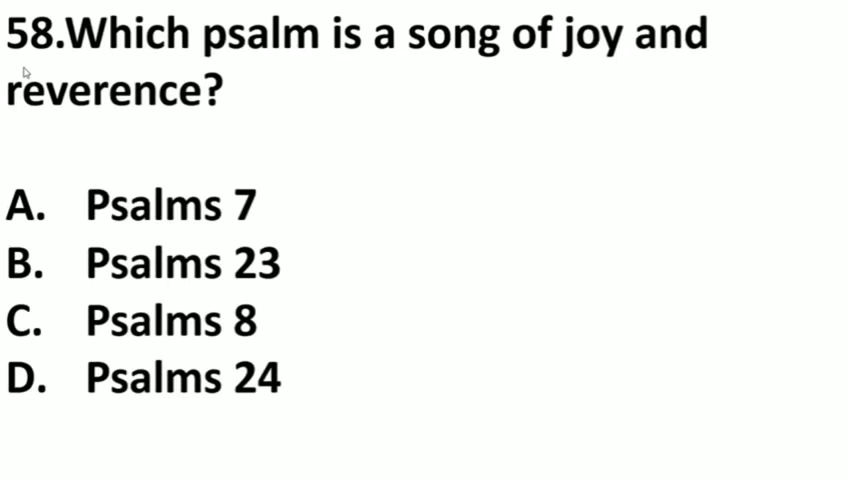 58.Which psalm is a song of joy and
reverence?
A. Psalms 7
B. Psalms 23
C. Psalms 8
D. Psalms 24